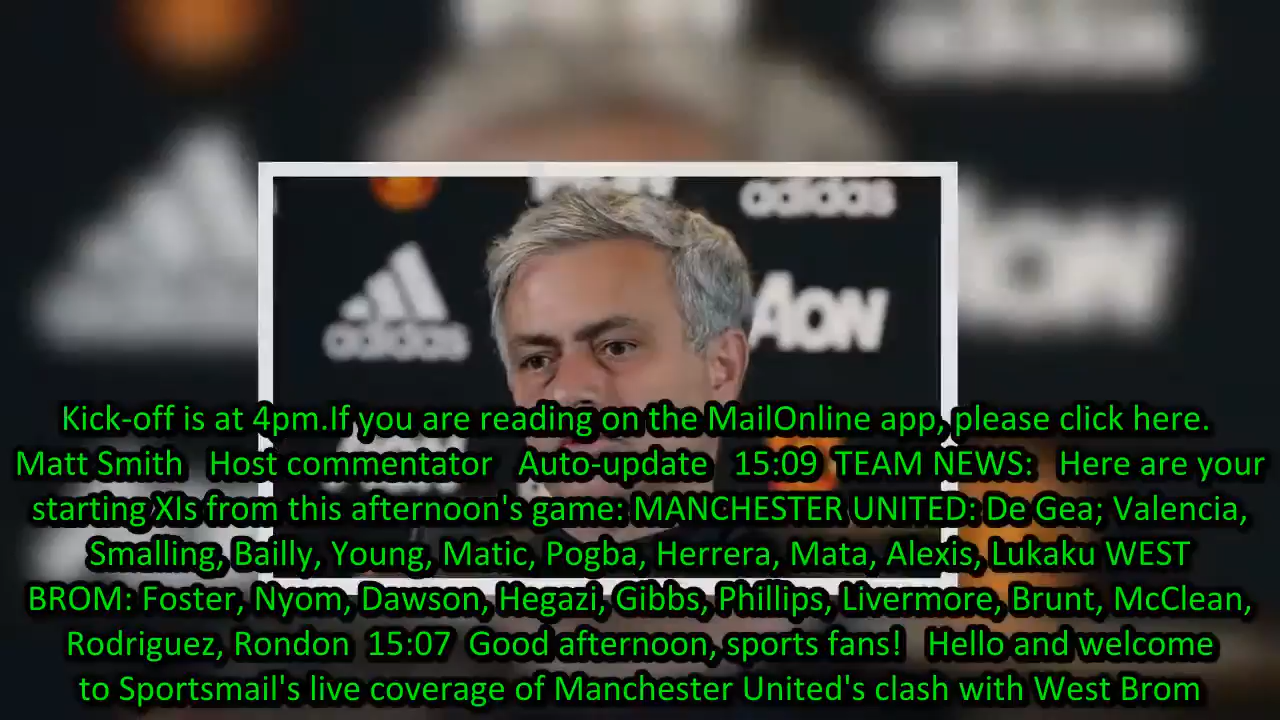 adidas
adidas
AON
Kick-off is at 4pm.If you are reading on the MailOnline app, please click here.
Matt Smith   Host commentator   Auto-update   15:09  TEAM NEWS:   Here are your
starting XIs from this afternoon's game: MANCHESTER UNITED: De Gea; Valencia,
Smalling, Bailly, Young, Matic, Pogba, Herrera, Mata, Alexis, Lukaku WEST
BROM: Foster, Nyom, Dawson, Hegazi, Gibbs, Phillips, Livermore, Brunt, McClean,
Rodriguez, Rondon  15:07  Good afternoon, sports fans!   Hello and welcome
to Sportsmail's live coverage of Manchester United's clash with West Brom